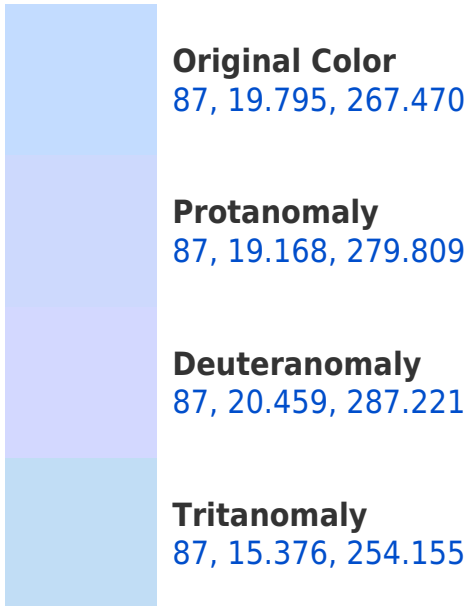 Original Color
87, 19.795, 267.470
Protanomaly
87, 19.168, 279.809
Deuteranomaly
87, 20.459, 287.221
Tritanomaly
87, 15.376, 254.155